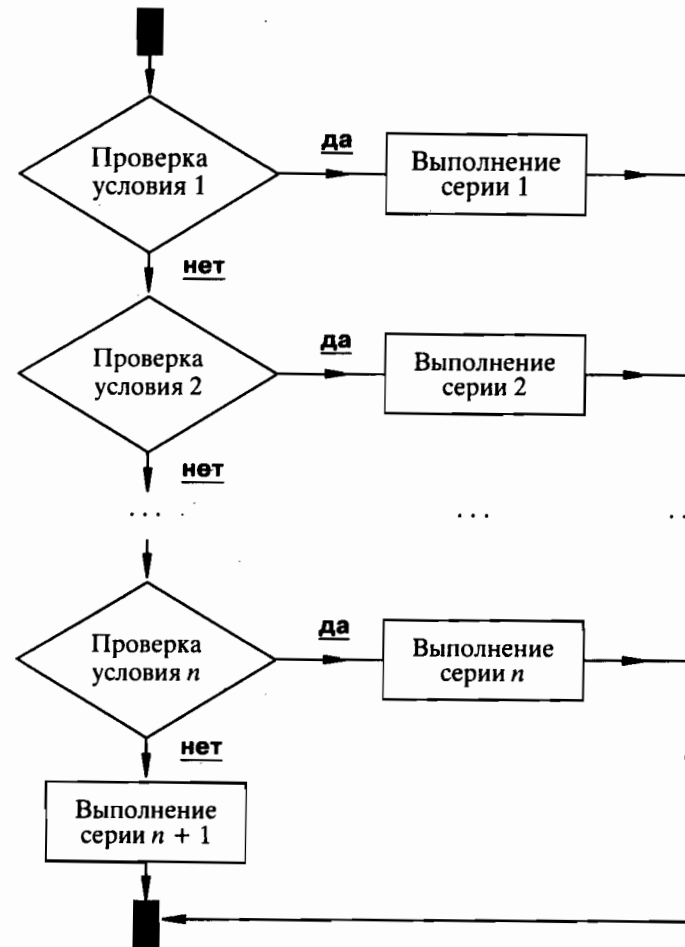 Проверка
условия 1
да
Выполнение
серии 1
нет
Проверка
условия 2
да
Выполнение
серии 2
нет
... ... ..
Проверка
условия n
да
Выполнение
серии n
нет
Выполнение
серии n + 1